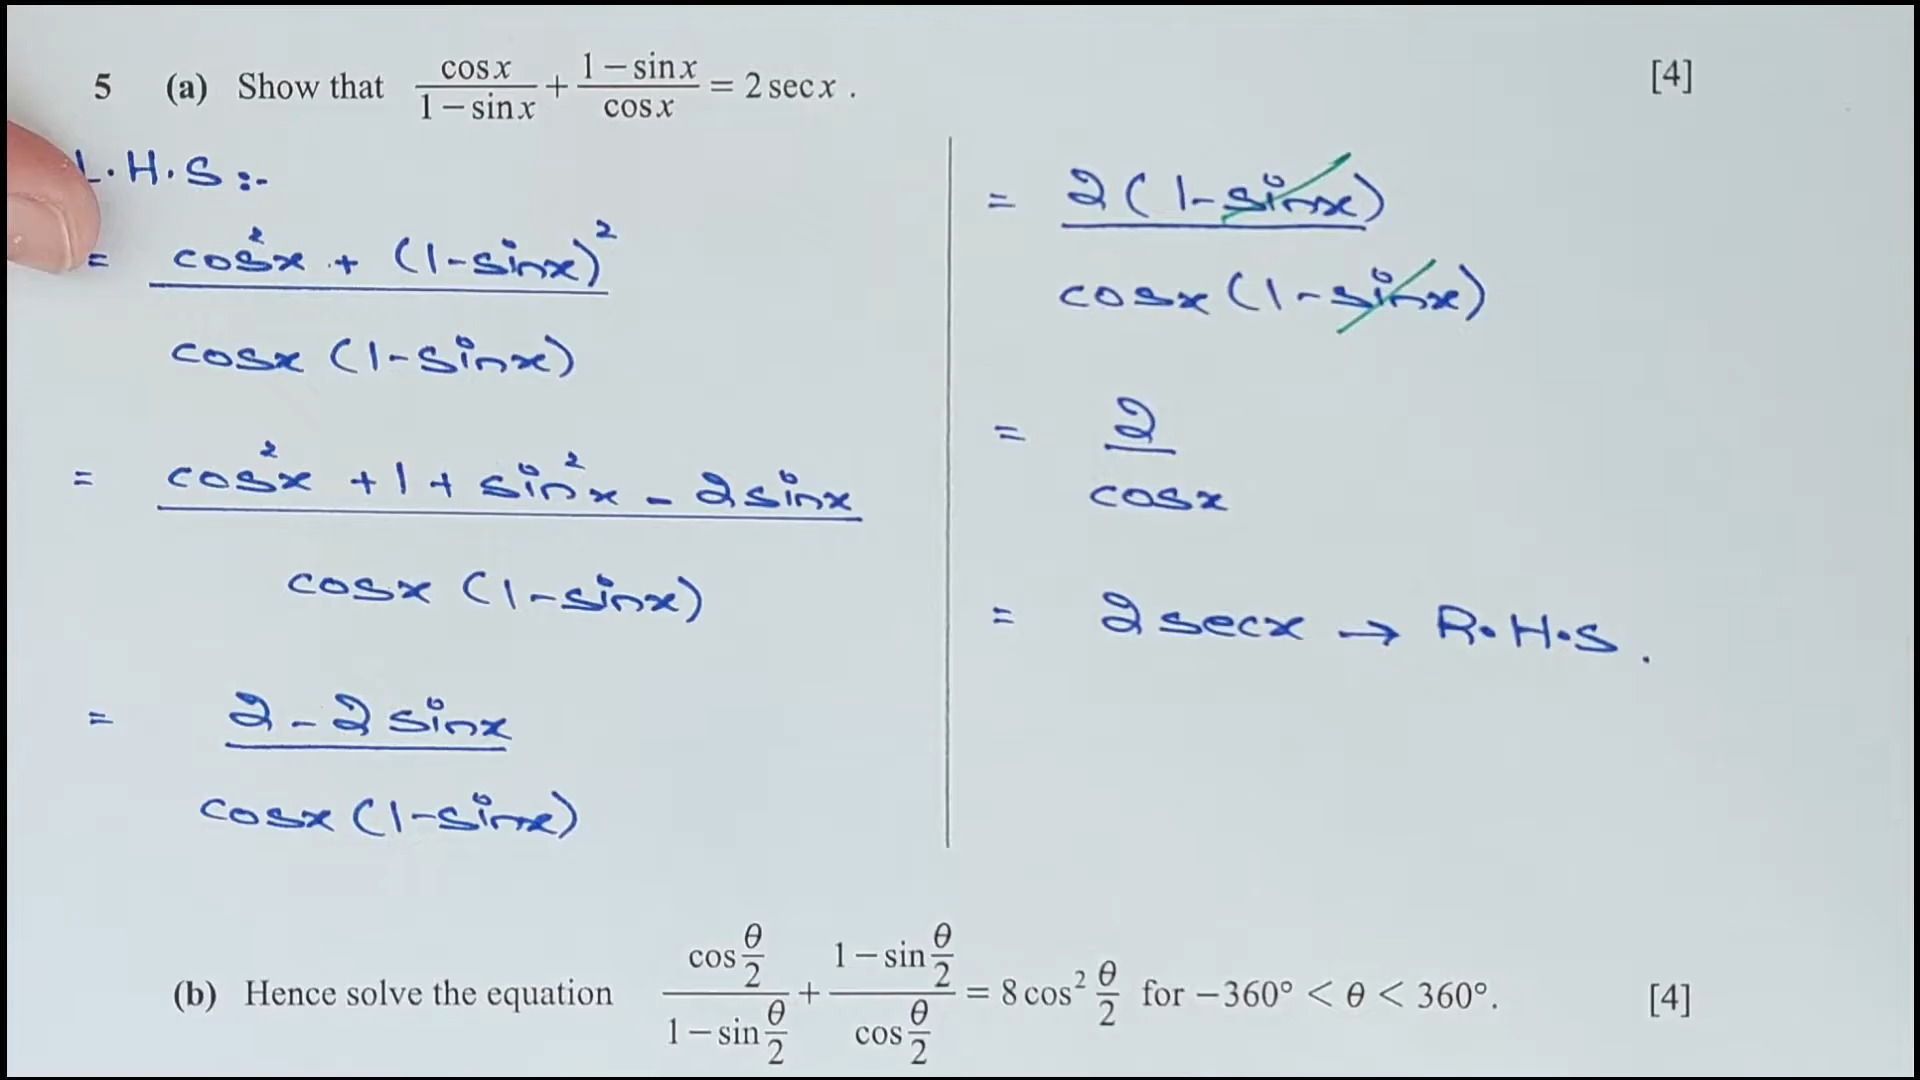 5 (a) Show that cos x / (1 − sin x) + (1 − sin x) / cos x = 2 sec x . [4]
L.H.S :-
= cos²x + (1-sinx)²
cosx (1-sinx)
= cos²x + 1 + sin²x - 2sinx
cosx (1-sinx)
= 2 - 2 sinx
cosx (1-sinx)
= 2 (1-sinx)
cosx (1-sinx)
= 2
cosx
= 2 secx → R.H.S .
(b) Hence solve the equation cos θ/2 / (1 − sin θ/2) + (1 − sin θ/2) / cos θ/2 = 8 cos² θ/2 for −360° < θ < 360°. [4]